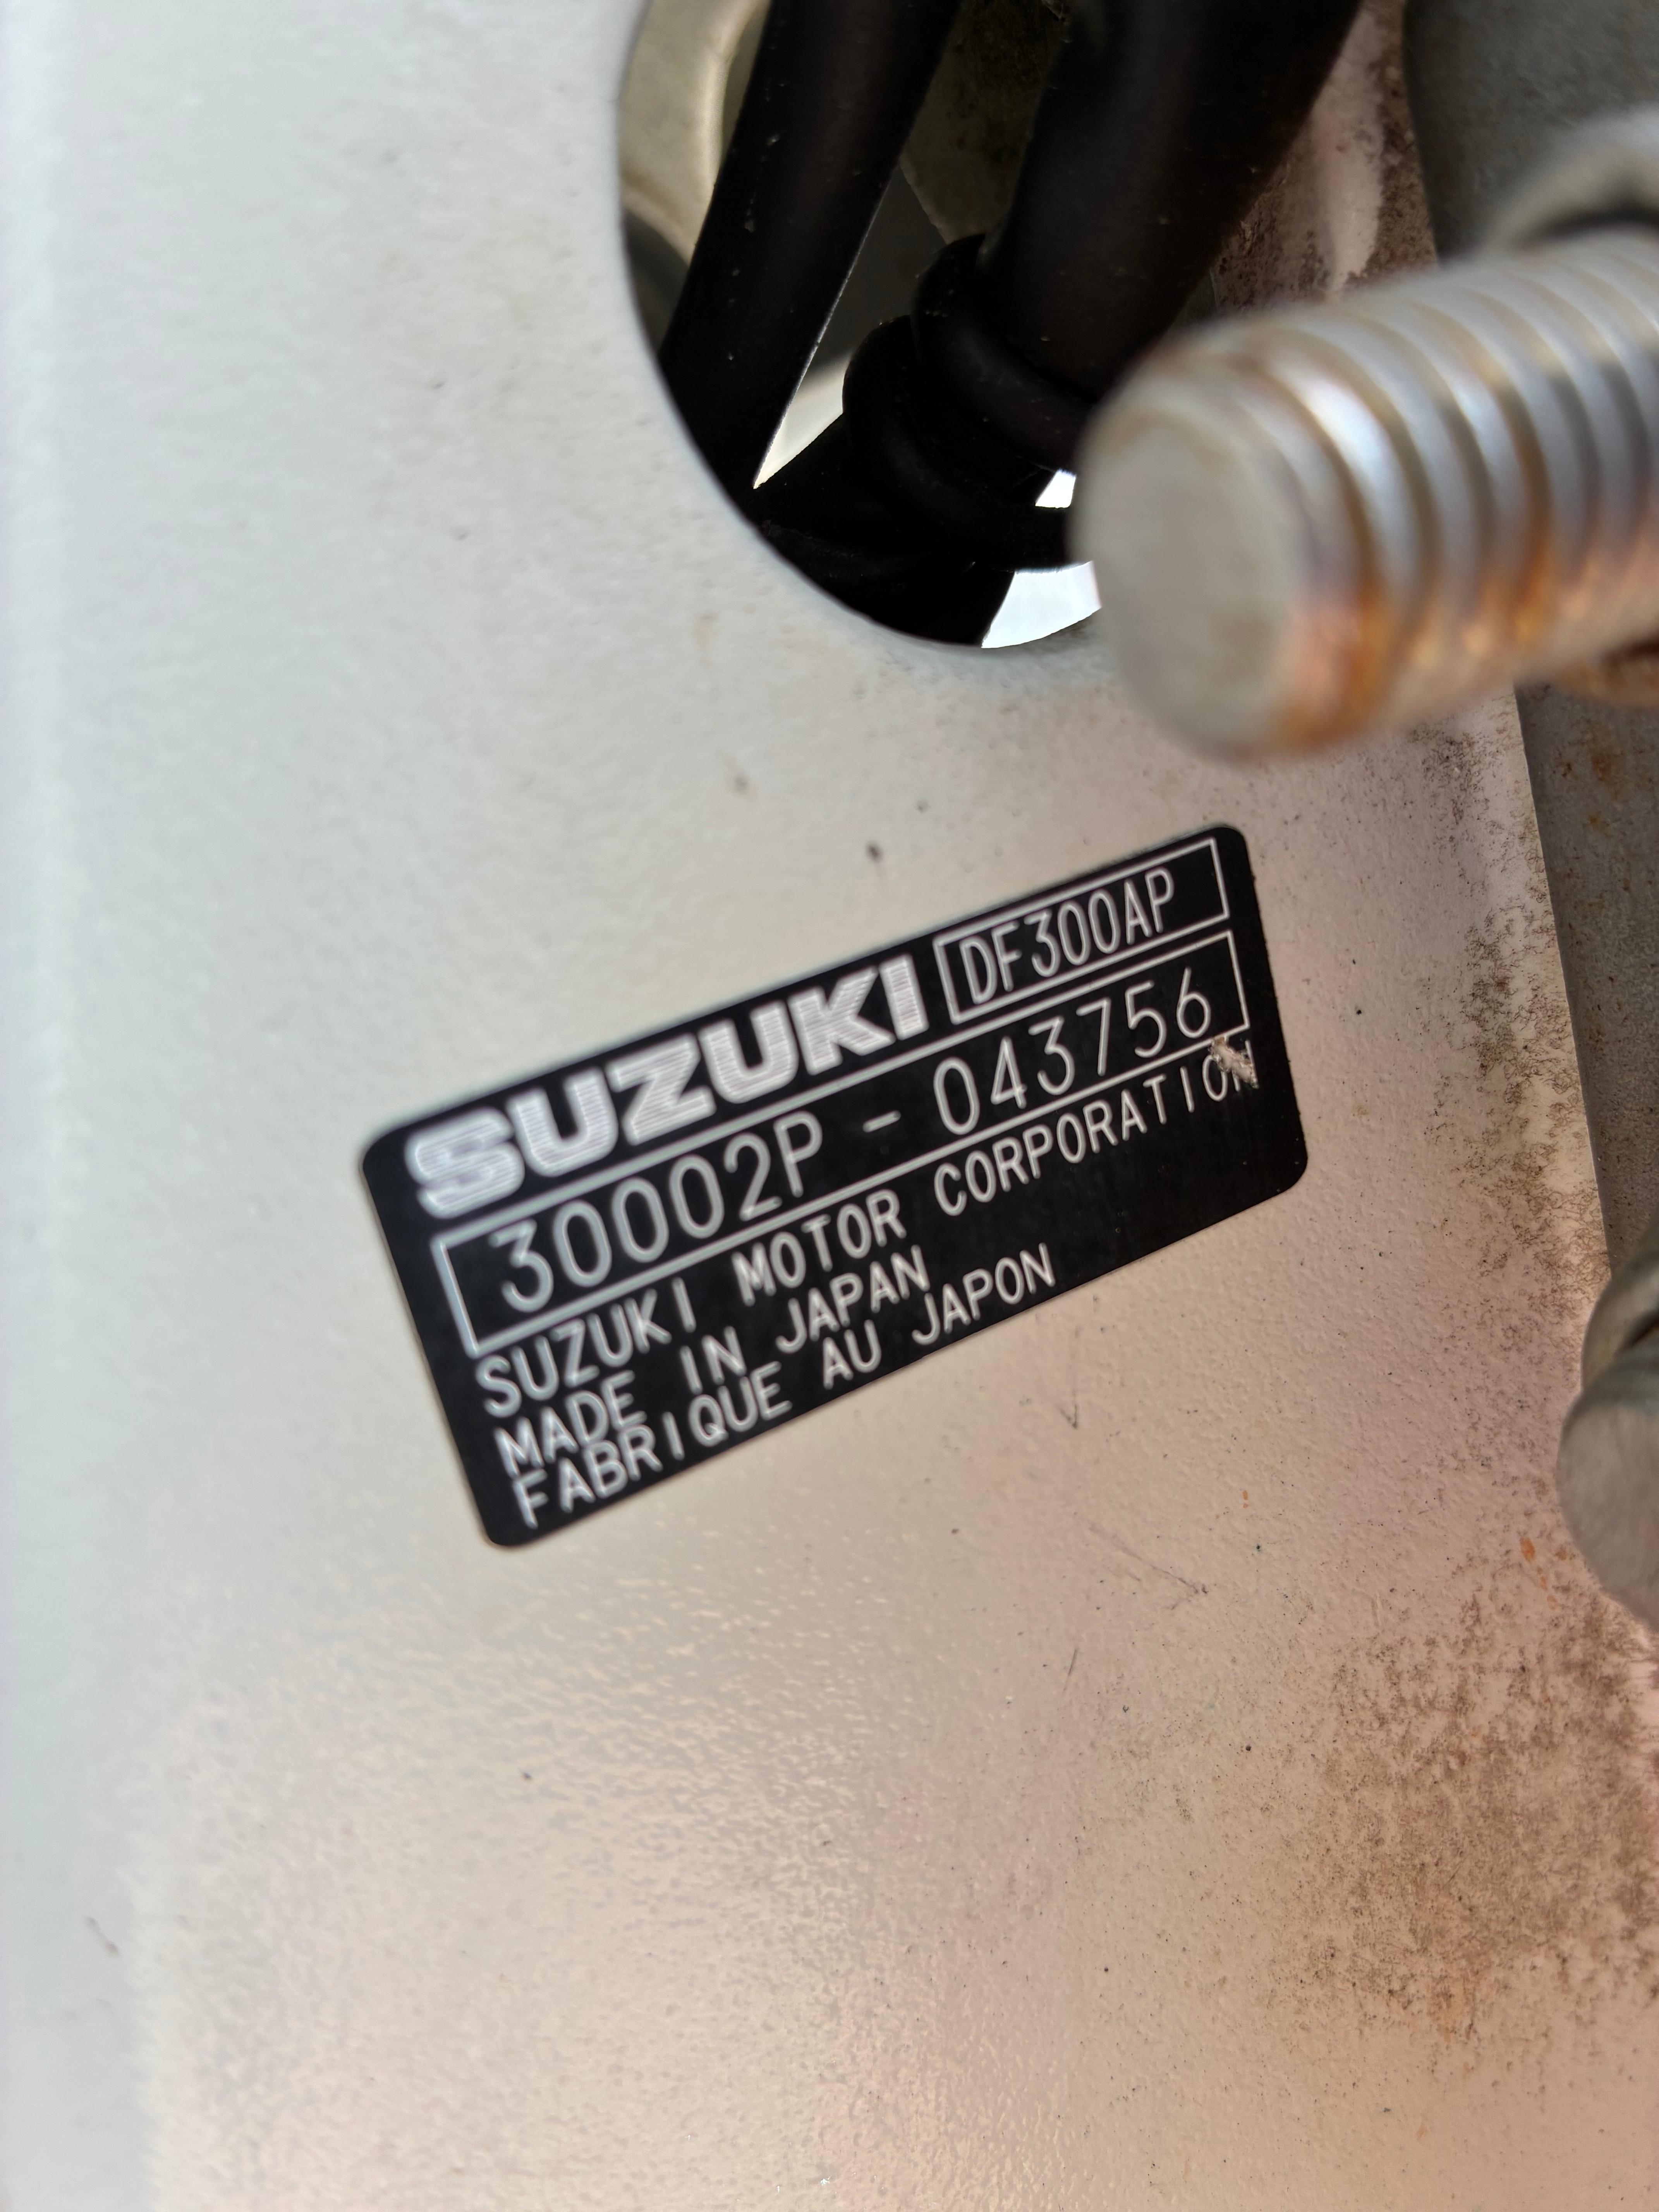 SUZUKI DF300AP
30002P - 043756
SUZUKI MOTOR CORPORATION
MADE IN JAPAN
FABRIQUE AU JAPON